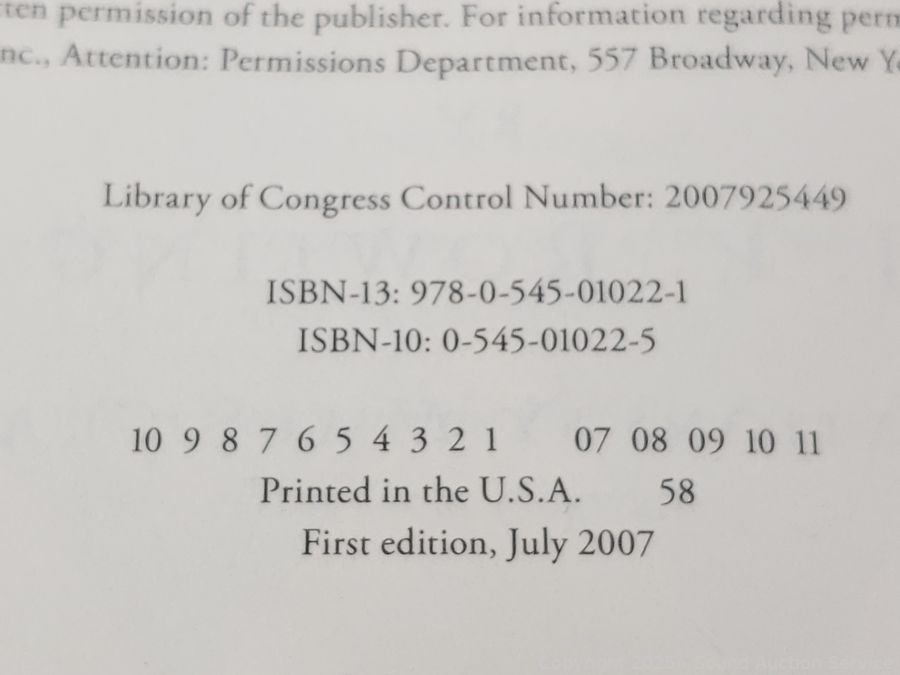 permission of the publisher. For information regarding
nc., Attention: Permissions Department, 557 Broadway, New
Library of Congress Control Number: 2007925449
ISBN-13: 978-0-545-01022-1
ISBN-10: 0-545-01022-5
10 9 8 7 6 5 4 3 2 1 07 08 09 10 11
Printed in the U.S.A. 58
First edition, July 2007